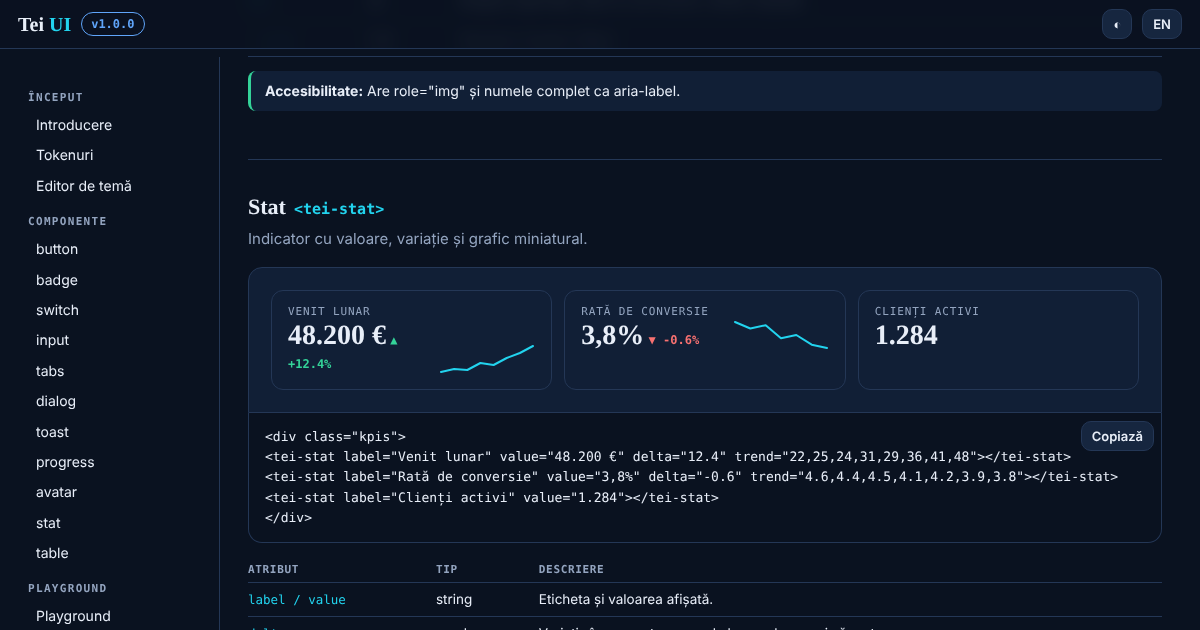 Tei UI v1.0.0
EN
ÎNCEPUT
Introducere
Tokenuri
Editor de temă
COMPONENTE
button
badge
switch
input
tabs
dialog
toast
progress
avatar
stat
table
PLAYGROUND
Playground
Accesibilitate: Are role="img" și numele complet ca aria-label.
Stat <tei-stat>
Indicator cu valoare, variație și grafic miniatural.
VENIT LUNAR
48.200 € ▲
+12.4%
RATĂ DE CONVERSIE
3,8% ▼ -0.6%
CLIENȚI ACTIVI
1.284
Copiază
<div class="kpis">
<tei-stat label="Venit lunar" value="48.200 €" delta="12.4" trend="22,25,24,31,29,36,41,48"></tei-stat>
<tei-stat label="Rată de conversie" value="3,8%" delta="-0.6" trend="4.6,4.4,4.5,4.1,4.2,3.9,3.8"></tei-stat>
<tei-stat label="Clienți activi" value="1.284"></tei-stat>
</div>
ATRIBUT TIP DESCRIERE
label / value string Eticheta și valoarea afișată.